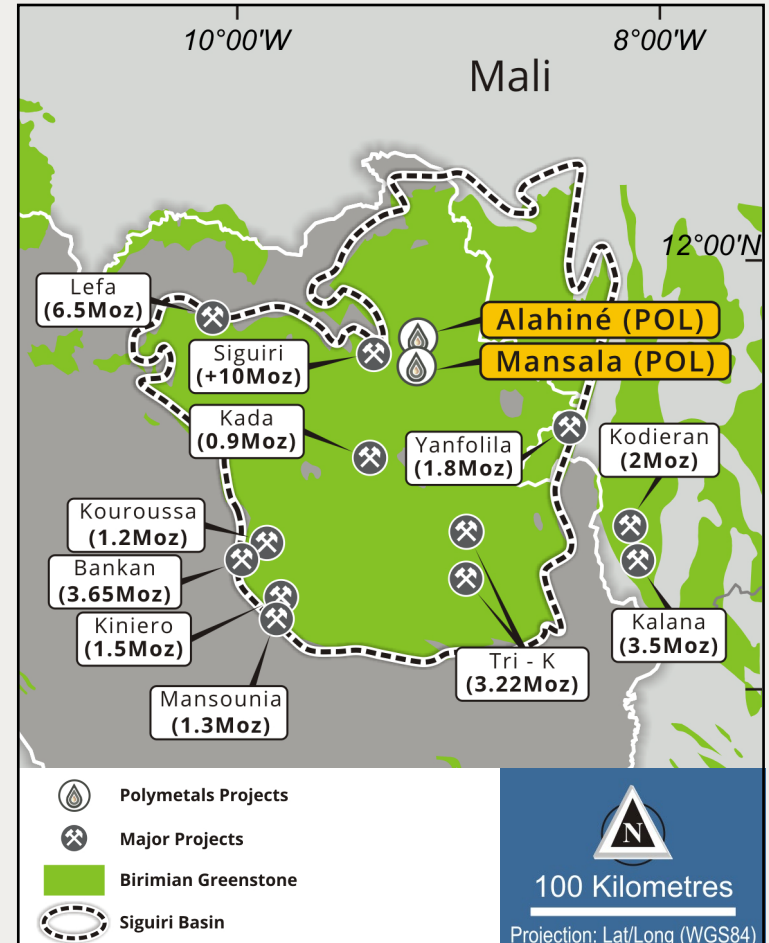 10°00'W
8°00'W
Mali
12°00'N
Lefa
(6.5Moz)
Alahiné (POL)
Siguiri
(+10Moz)
Mansala (POL)
Kada
(0.9Moz)
Yanfolila
(1.8Moz)
Kodieran
(2Moz)
Kouroussa
(1.2Moz)
Bankan
(3.65Moz)
Kiniero
(1.5Moz)
Kalana
(3.5Moz)
Tri - K
(3.22Moz)
Mansounia
(1.3Moz)
Polymetals Projects
Major Projects
Birimian Greenstone
Siguiri Basin
N
100 Kilometres
Projection: Lat/Long (WGS84)